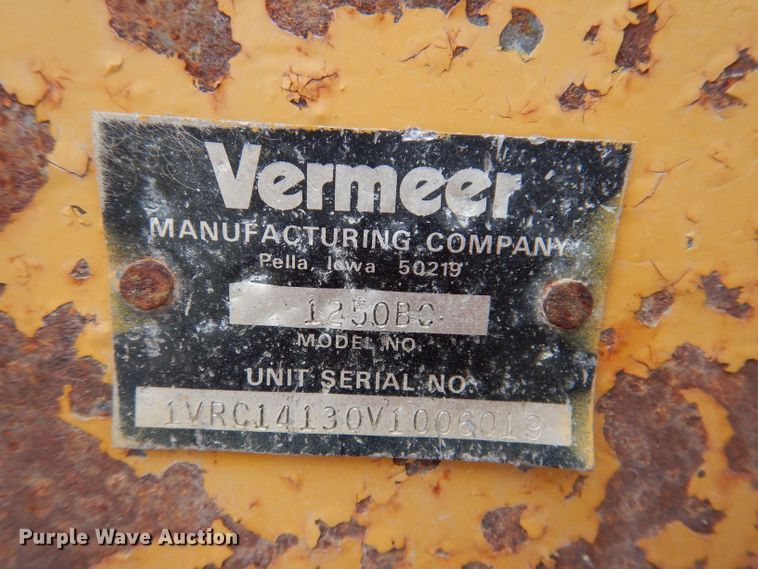 Vermeer
MANUFACTURING COMPANY
Pella, Iowa 50219
1250BC
MODEL NO.
UNIT SERIAL NO
1VRC14130V1006019
Purple Wave Auction